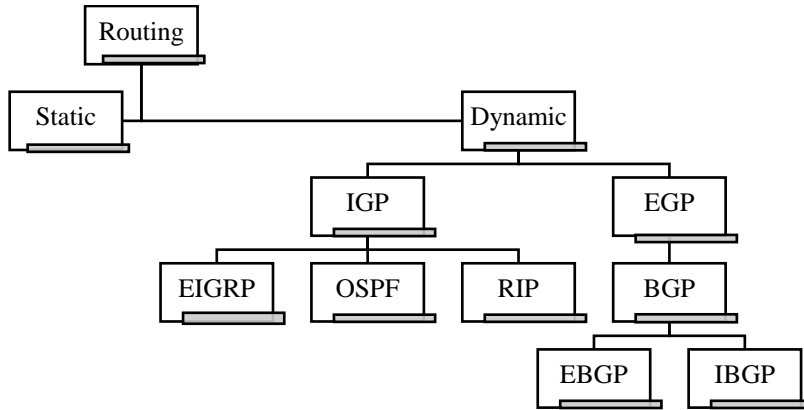 Routing
Static
Dynamic
IGP
EGP
EIGRP
OSPF
RIP
BGP
EBGP
IBGP